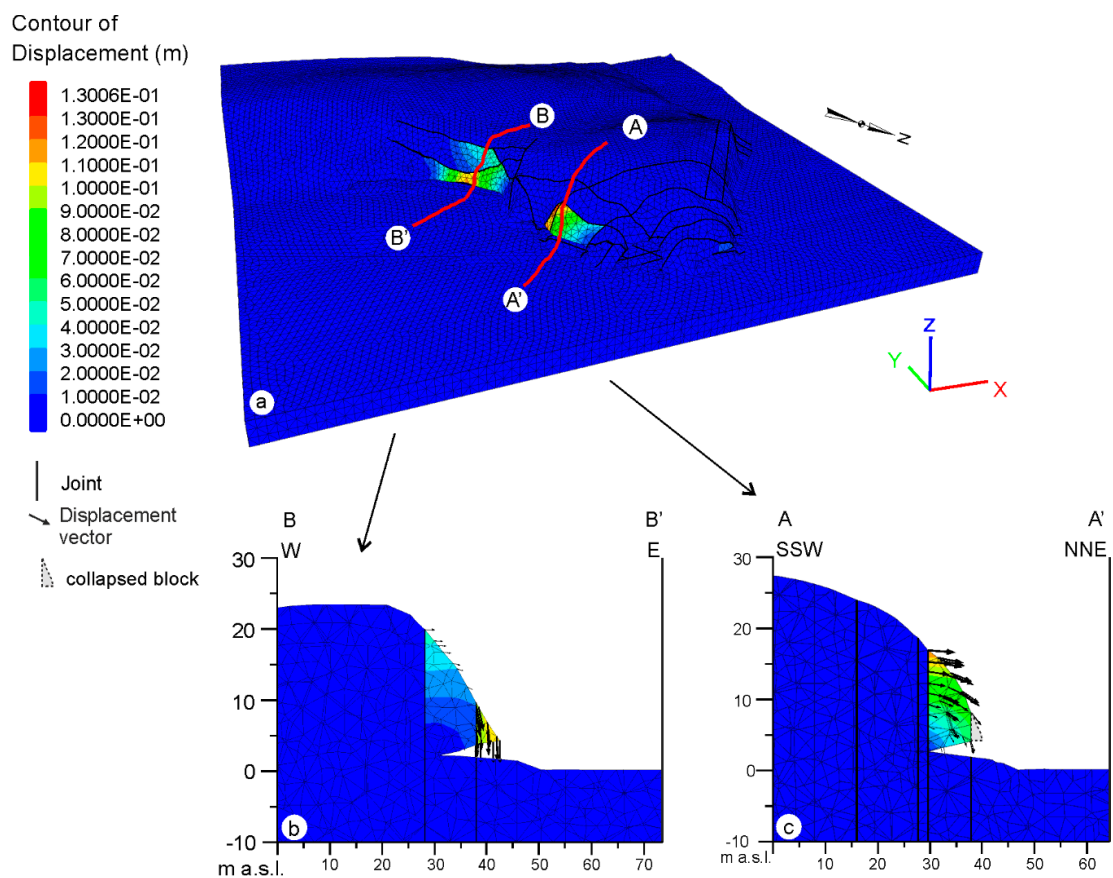 Contour of
Displacement (m)
1.3006E-01
1.3000E-01
1.2000E-01
1.1000E-01
1.0000E-01
9.0000E-02
8.0000E-02
7.0000E-02
6.0000E-02
5.0000E-02
4.0000E-02
3.0000E-02
2.0000E-02
1.0000E-02
0.0000E+00
Joint
Displacement
vector
collapsed block
B
A
B'
A'
N
Z
Y
X
a
B B'
W E
30
20
10
0
-10
b
m a.s.l.
10 20 30 40 50 60 70
A A'
SSW NNE
30
20
10
0
-10
c
m a.s.l.
10 20 30 40 50 60